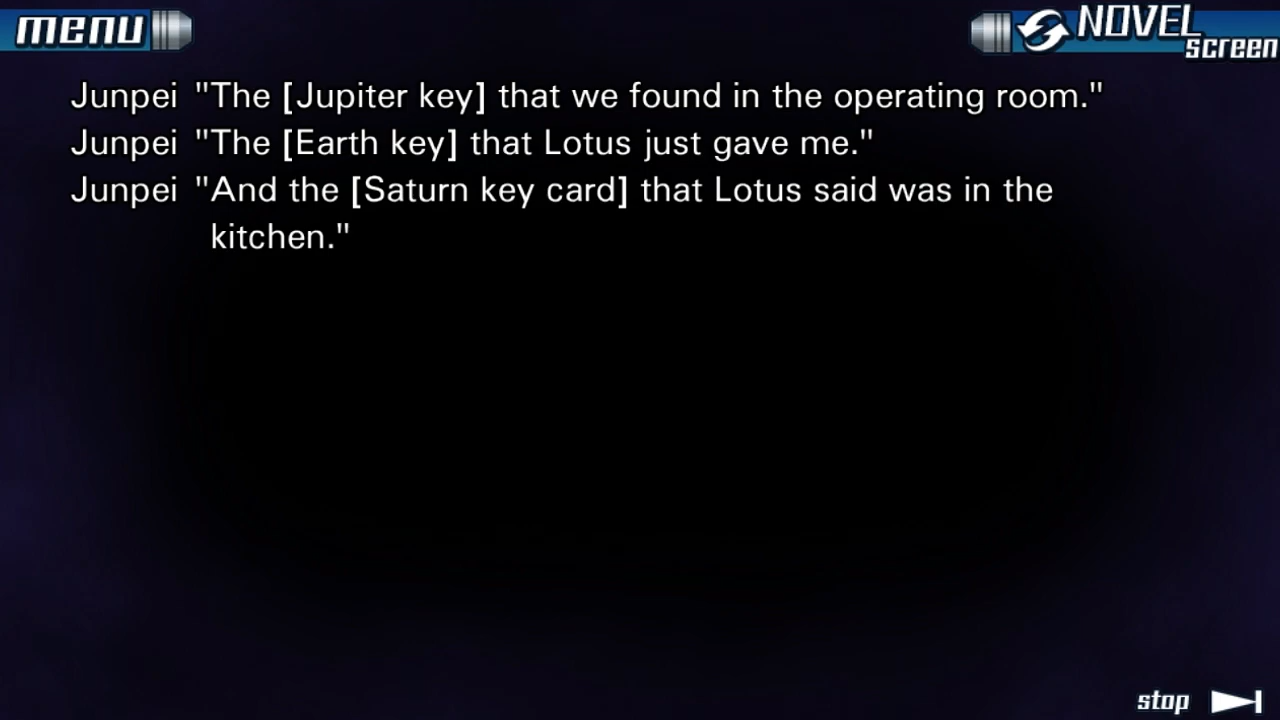 menu
NOVEL
screen
Junpei "The [Jupiter key] that we found in the operating room."
Junpei "The [Earth key] that Lotus just gave me."
Junpei "And the [Saturn key card] that Lotus said was in the
kitchen."
stop